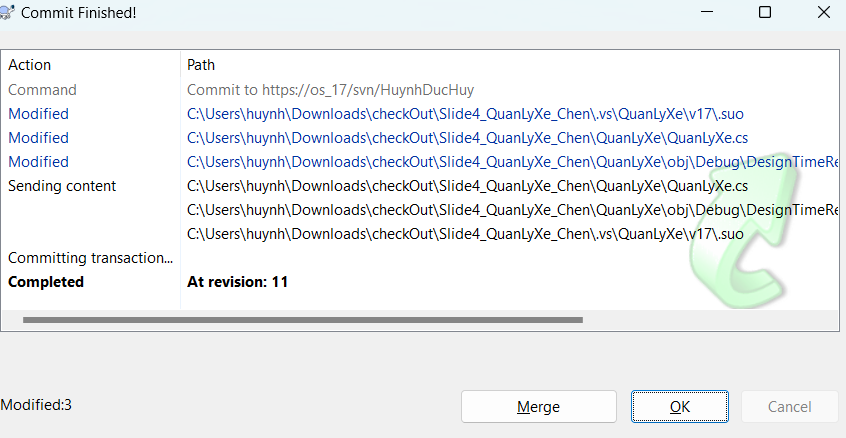 Commit Finished!
Action Path
Command Commit to https://os_17/svn/HuynhDucHuy
Modified C:\Users\huynh\Downloads\checkOut\Slide4_QuanLyXe_Chen\.vs\QuanLyXe\v17\.suo
Modified C:\Users\huynh\Downloads\checkOut\Slide4_QuanLyXe_Chen\QuanLyXe\QuanLyXe.cs
Modified C:\Users\huynh\Downloads\checkOut\Slide4_QuanLyXe_Chen\QuanLyXe\obj\Debug\DesignTimeRe
Sending content C:\Users\huynh\Downloads\checkOut\Slide4_QuanLyXe_Chen\QuanLyXe\QuanLyXe.cs
C:\Users\huynh\Downloads\checkOut\Slide4_QuanLyXe_Chen\QuanLyXe\obj\Debug\DesignTimeRe
C:\Users\huynh\Downloads\checkOut\Slide4_QuanLyXe_Chen\.vs\QuanLyXe\v17\.suo
Committing transaction...
Completed At revision: 11
Modified:3
Merge OK Cancel